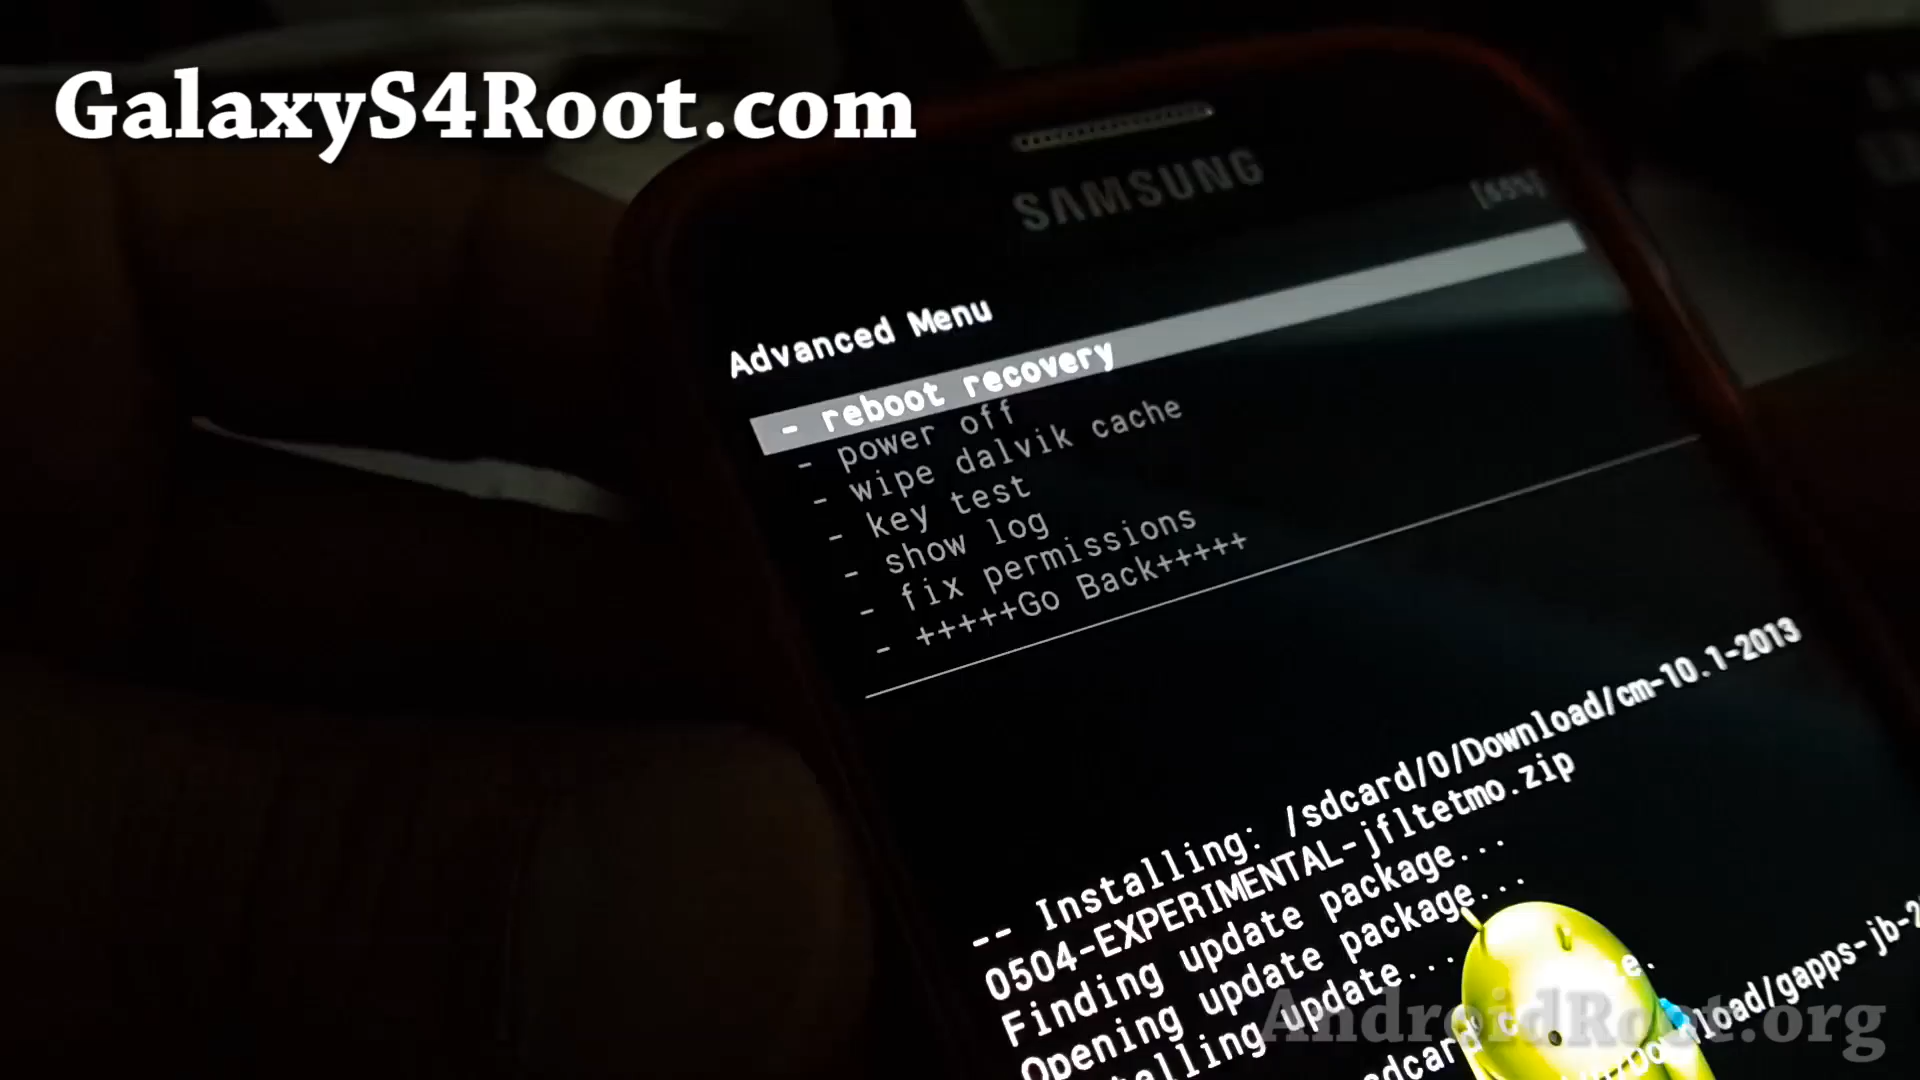 GalaxyS4Root.com
SAMSUNG
[65%]
Advanced Menu
- reboot recovery
- power off
- wipe dalvik cache
- key test
- show log
- fix permissions
- +++++Go Back+++++
-- Installing: /sdcard/0/Download/cm-10.1-2013
0504-EXPERIMENTAL-jfltetmo.zip
Finding update package...
Opening update package...
update...
AndroidRoot.org